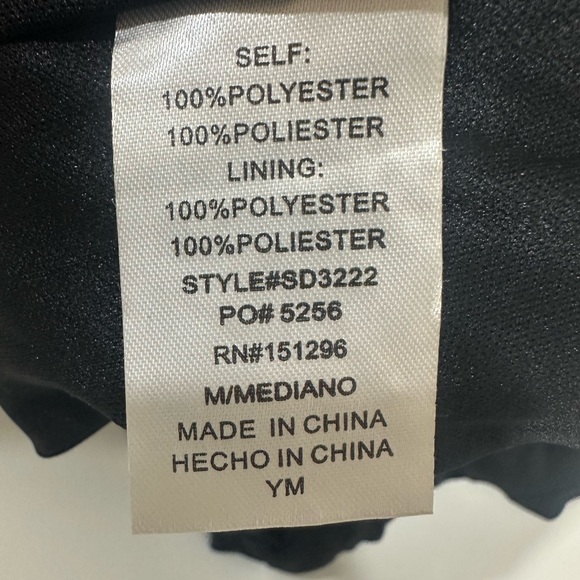 SELF:
100%POLYESTER
100%POLIESTER
LINING:
100%POLYESTER
100%POLIESTER
STYLE#SD3222
PO# 5256
RN#151296
M/MEDIANO
MADE IN CHINA
HECHO IN CHINA
YM